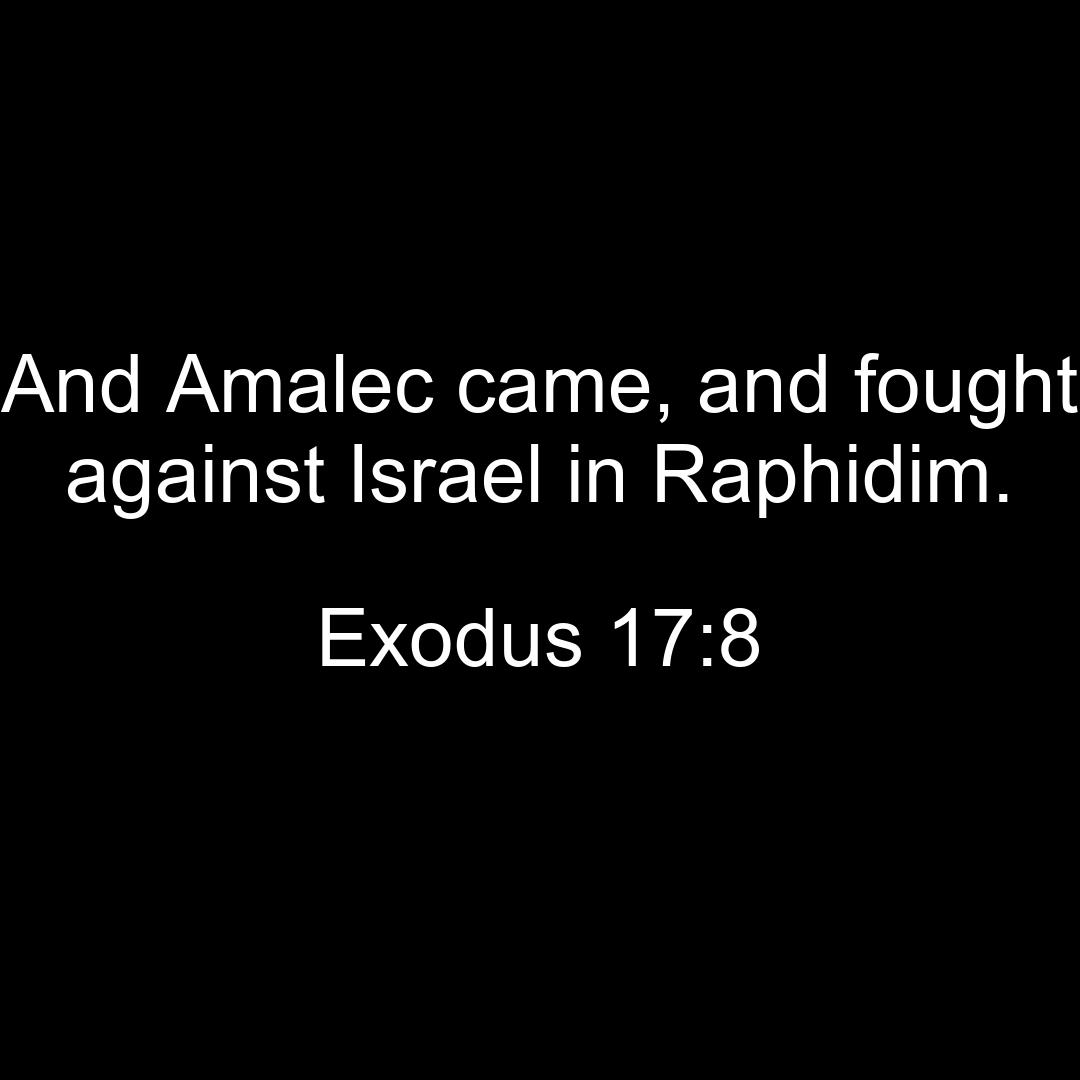 And Amalec came, and fought
against Israel in Raphidim.
Exodus 17:8